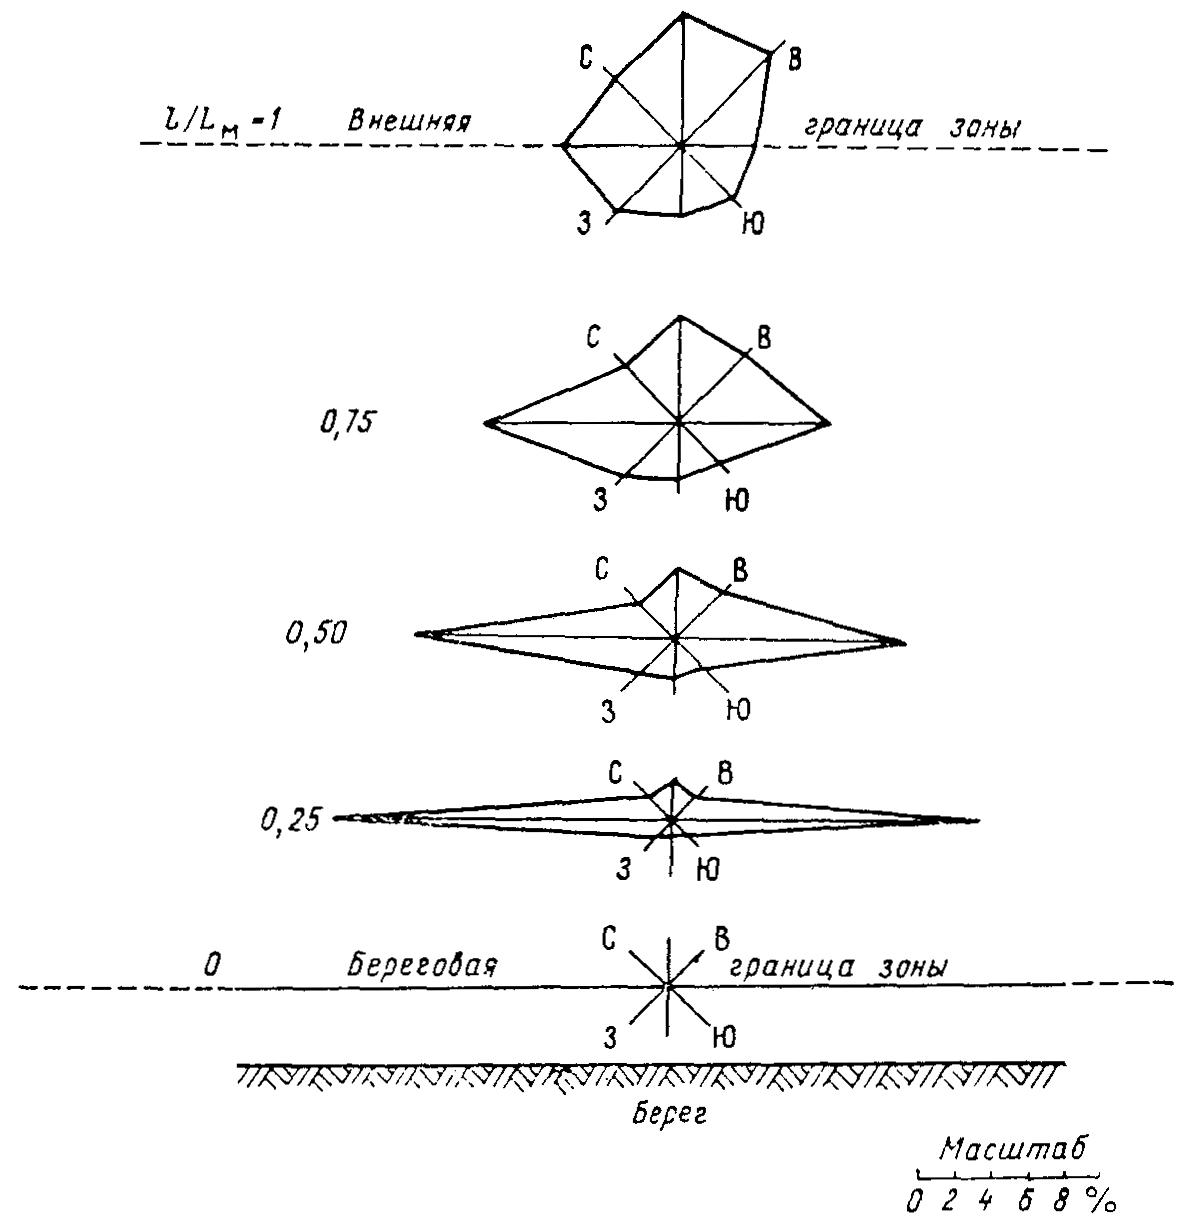 С В
l/Lм=1 Внешняя граница зоны
З Ю
С В
0,75
З Ю
С В
0,50
З Ю
С В
0,25
З Ю
С В
0 Береговая граница зоны
З Ю
берег
Масштаб
0 2 4 6 8 %